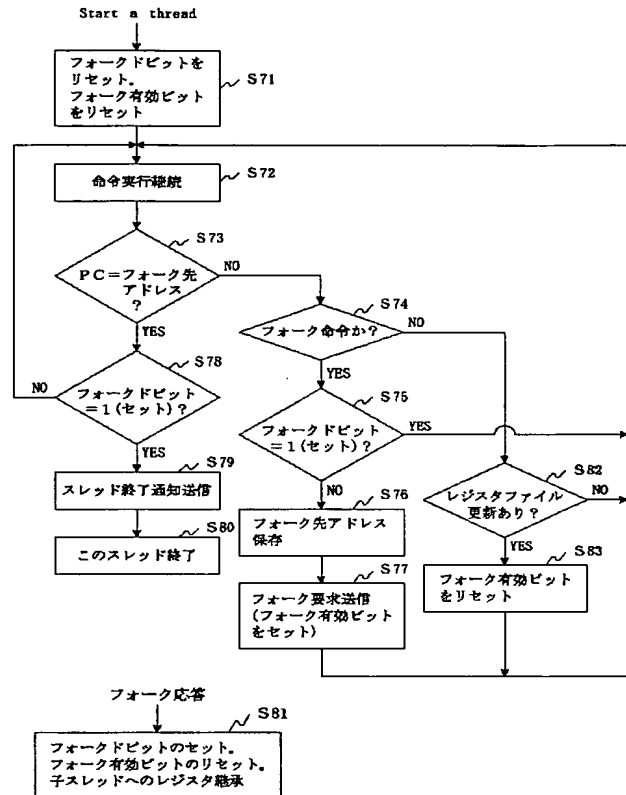 Start a thread
フォークドビットを
リセット。
フォーク有効ビット
をリセット
S71
命令実行継続
S72
S73
PC=フォーク先
アドレス
?
NO
YES
S74
フォーク命令か?
NO
YES
S78
フォークドビット
=1(セット)?
NO
YES
S75
フォークドビット
=1(セット)?
YES
NO
S79
スレッド終了通知送信
S80
このスレッド終了
S76
フォーク先アドレス
保存
S77
フォーク要求送信
(フォーク有効ビット
をセット)
S82
レジスタファイル
更新あり?
NO
YES
S83
フォーク有効ビット
をリセット
フォーク応答
S81
フォークドビットのセット。
フォーク有効ビットのリセット。
子スレッドへのレジスタ継承